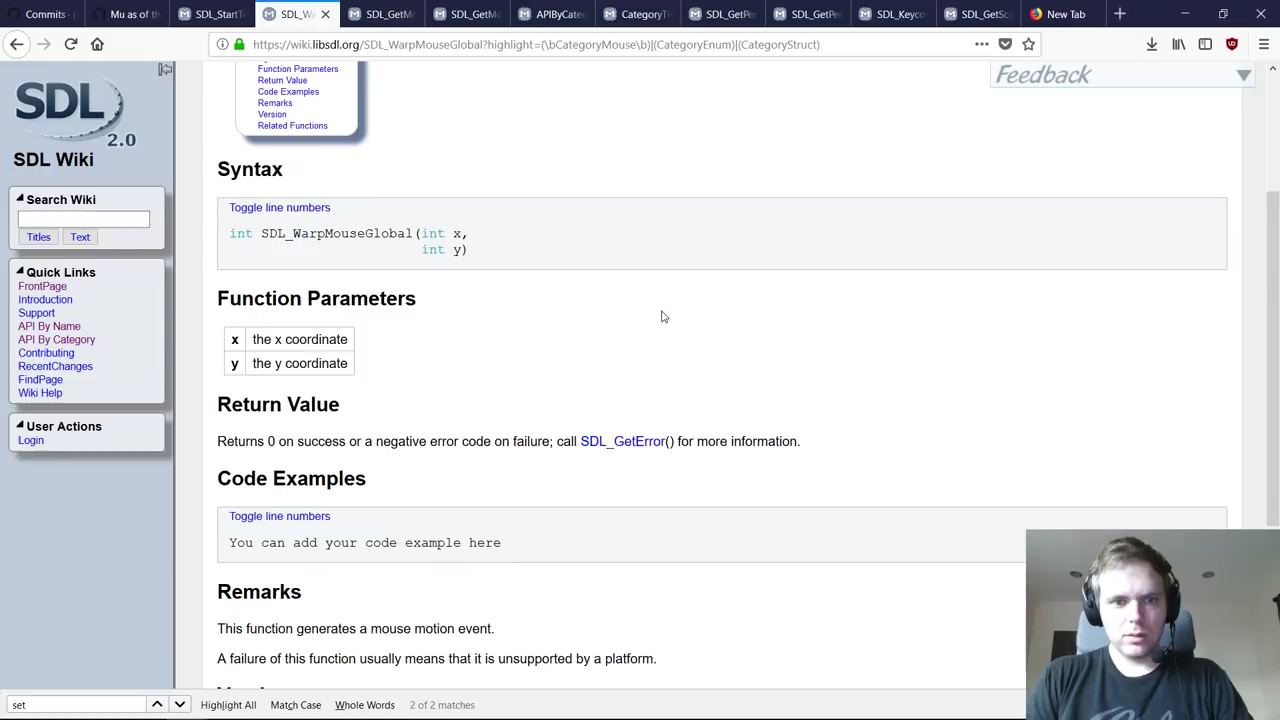 Commits -
Mu as of the
SDL_StartT
SDL_Wa
SDL_GetMo
SDL_GetMo
APIByCateg
CategoryT
SDL_GetPe
SDL_GetPe
SDL_Keyco
SDL_GetSca
New Tab
https://wiki.libsdl.org/SDL_WarpMouseGlobal?highlight=(\bCategoryMouse\b)|(CategoryEnum)|(CategoryStruct)
SDL
2.0
SDL Wiki
Search Wiki
Titles
Text
Quick Links
FrontPage
Introduction
Support
API By Name
API By Category
Contributing
RecentChanges
FindPage
Wiki Help
User Actions
Login
Function Parameters
Return Value
Code Examples
Remarks
Version
Related Functions
Feedback
Syntax
Toggle line numbers
int SDL_WarpMouseGlobal(int x,
int y)
Function Parameters
x the x coordinate
y the y coordinate
Return Value
Returns 0 on success or a negative error code on failure; call SDL_GetError() for more information.
Code Examples
Toggle line numbers
You can add your code example here
Remarks
This function generates a mouse motion event.
A failure of this function usually means that it is unsupported by a platform.
set
Highlight All
Match Case
Whole Words
2 of 2 matches